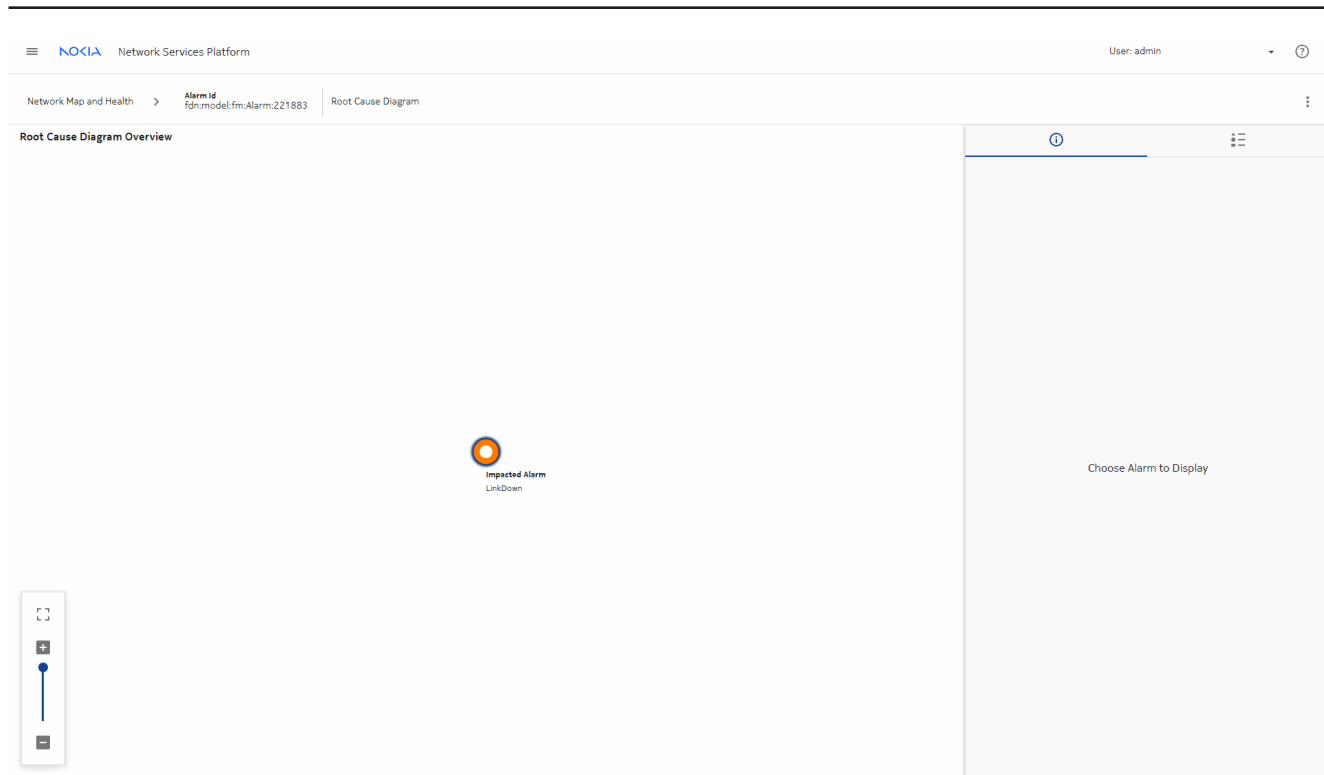 NOKIA Network Services Platform
User: admin
Network Map and Health
Alarm Id
fdn:model:fm:Alarm:221883
Root Cause Diagram
Root Cause Diagram Overview
Impacted Alarm
LinkDown
Choose Alarm to Display